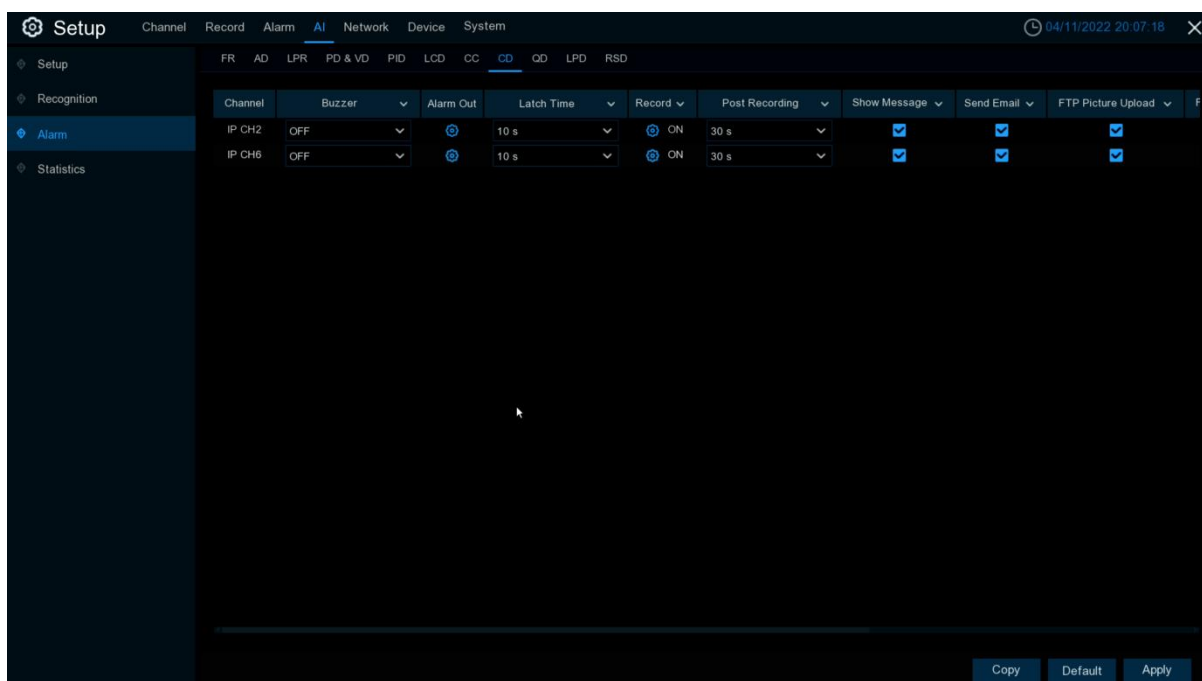 Setup Channel Record Alarm AI Network Device System 04/11/2022 20:07:18
Setup
Recognition
Alarm
Statistics
FR AD LPR PD & VD PID LCD CC CD QD LPD RSD
Channel Buzzer Alarm Out Latch Time Record Post Recording Show Message Send Email FTP Picture Upload F
IP CH2 OFF 10 s ON 30 s
IP CH6 OFF 10 s ON 30 s
Copy Default Apply